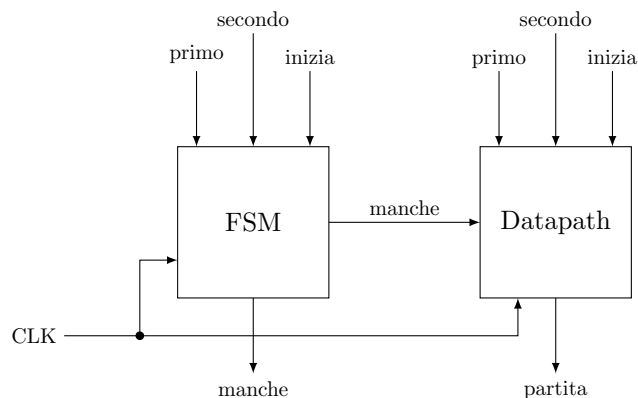 secondo
primo
inizia
secondo
primo
inizia
FSM
manche
Datapath
CLK
manche
partita